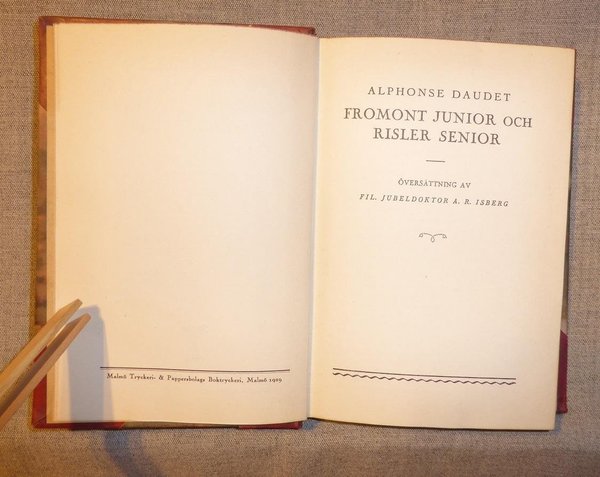 Malmö Tryckeri- & Pappersbolags Boktryckeri, Malmö 1929
ALPHONSE DAUDET
FROMONT JUNIOR OCH
RISLER SENIOR
ÖVERSÄTTNING AV
FIL. JUBELDOKTOR A. R. ISBERG